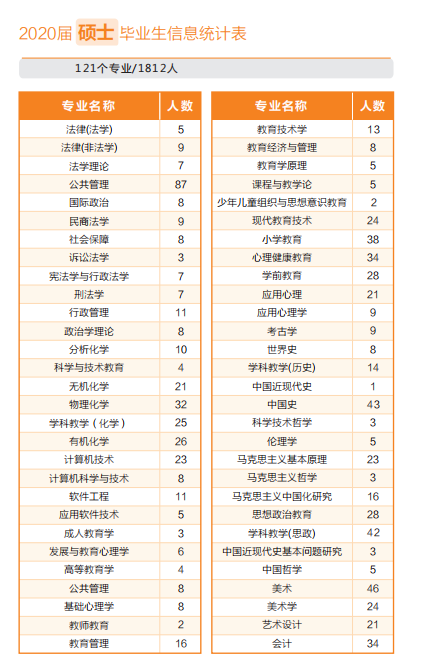 2020届 硕士 毕业生信息统计表
121个专业/1812人
专业名称 人数
法律(法学) 5
法律(非法学) 9
法学理论 7
公共管理 87
国际政治 8
民商法学 9
社会保障 8
诉讼法学 3
宪法学与行政法学 7
刑法学 7
行政管理 11
政治学理论 8
分析化学 10
科学与技术教育 4
无机化学 21
物理化学 32
学科教学（化学） 25
有机化学 26
计算机技术 23
计算机科学与技术 8
软件工程 11
应用软件技术 5
成人教育学 3
发展与教育心理学 6
高等教育学 4
公共管理 8
基础心理学 8
教师教育 2
教育管理 16
专业名称 人数
教育技术学 13
教育经济与管理 8
教育学原理 5
课程与教学论 5
少年儿童组织与思想意识教育 2
现代教育技术 24
小学教育 38
心理健康教育 34
学前教育 28
应用心理 21
应用心理学 9
考古学 9
世界史 8
学科教学(历史) 14
中国近现代史 1
中国史 43
科学技术哲学 3
伦理学 5
马克思主义基本原理 23
马克思主义哲学 3
马克思主义中国化研究 16
思想政治教育 28
学科教学(思政) 42
中国近现代史基本问题研究 3
中国哲学 5
美术 46
美术学 24
艺术设计 21
会计 34